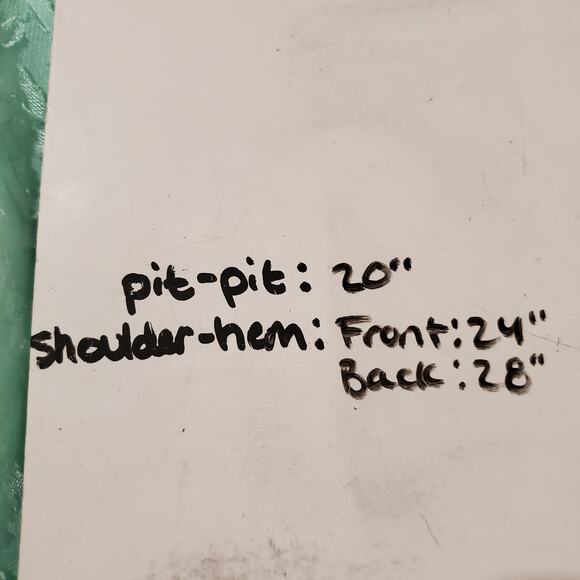 pit-pit: 20"
shoulder-hem: Front: 24"
Back: 28"